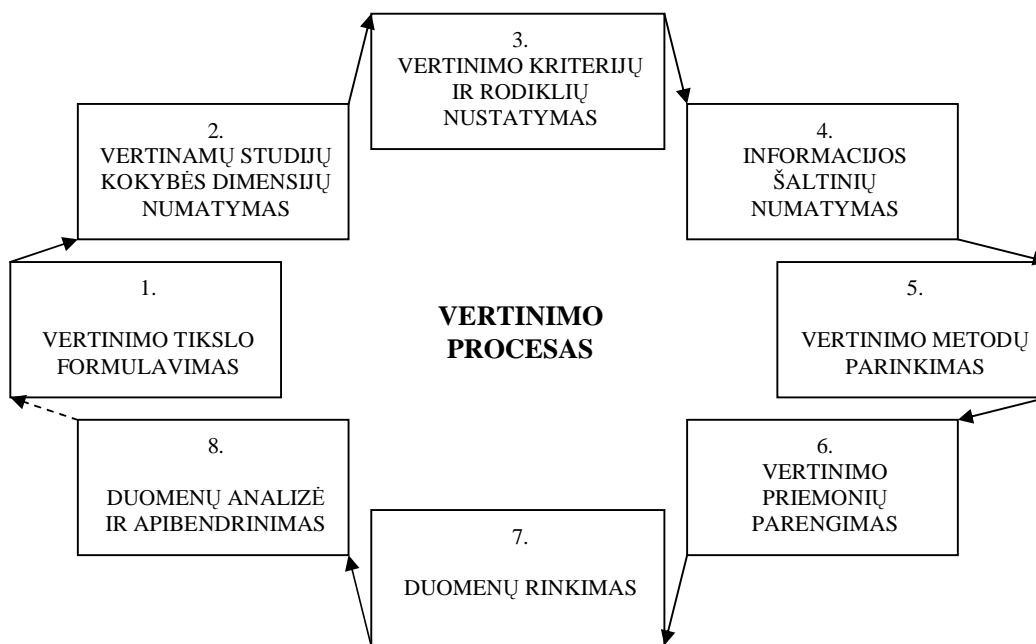 1.
VERTINIMO TIKSLO
FORMULAVIMAS
2.
VERTINAMŲ STUDIJŲ
KOKYBĖS DIMENSIJŲ
NUMATYMAS
3.
VERTINIMO KRITERIJŲ
IR RODIKLIŲ
NUSTATYMAS
4.
INFORMACIJOS
ŠALTINIŲ
NUMATYMAS
5.
VERTINIMO METODŲ
PARINKIMAS
6.
VERTINIMO
PRIEMONIŲ
PARENGIMAS
7.
DUOMENŲ RINKIMAS
8.
DUOMENŲ ANALIZĖ
IR APIBENDRINIMAS
VERTINIMO
PROCESAS